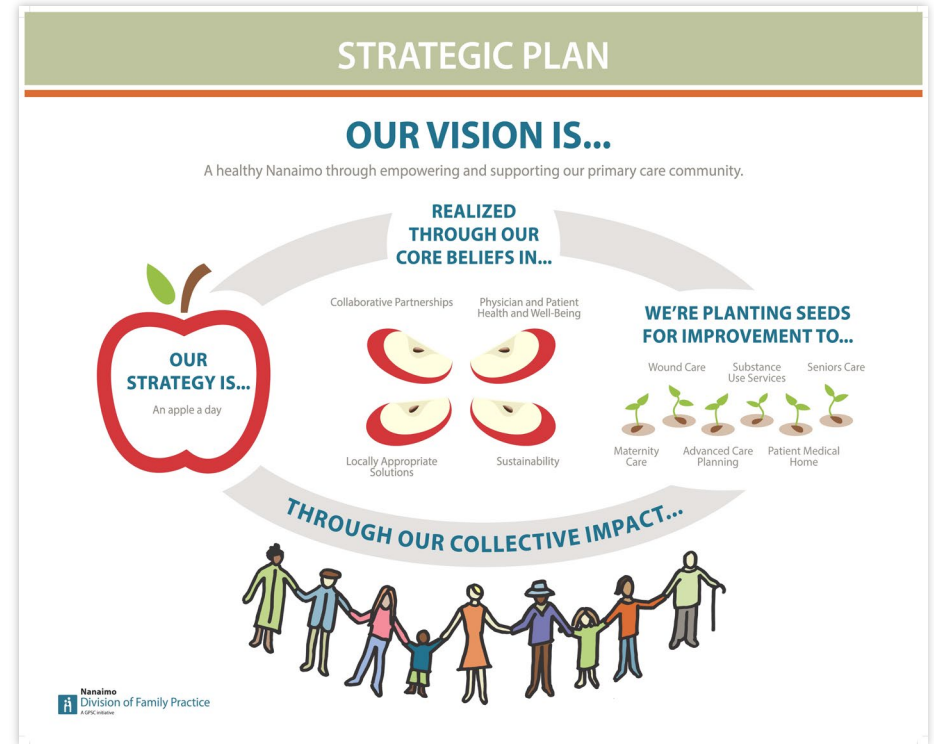 STRATEGIC PLAN
OUR VISION IS...
A healthy Nanaimo through empowering and supporting our primary care community.
REALIZED
THROUGH OUR
CORE BELIEFS IN...
OUR
STRATEGY IS...
An apple a day
Collaborative Partnerships
Physician and Patient
Health and Well-Being
Locally Appropriate
Solutions
Sustainability
WE'RE PLANTING SEEDS
FOR IMPROVEMENT TO...
Wound Care
Substance
Use Services
Seniors Care
Maternity
Care
Advanced Care
Planning
Patient Medical
Home
THROUGH OUR COLLECTIVE IMPACT...
Nanaimo
Division of Family Practice
A GPSC initiative